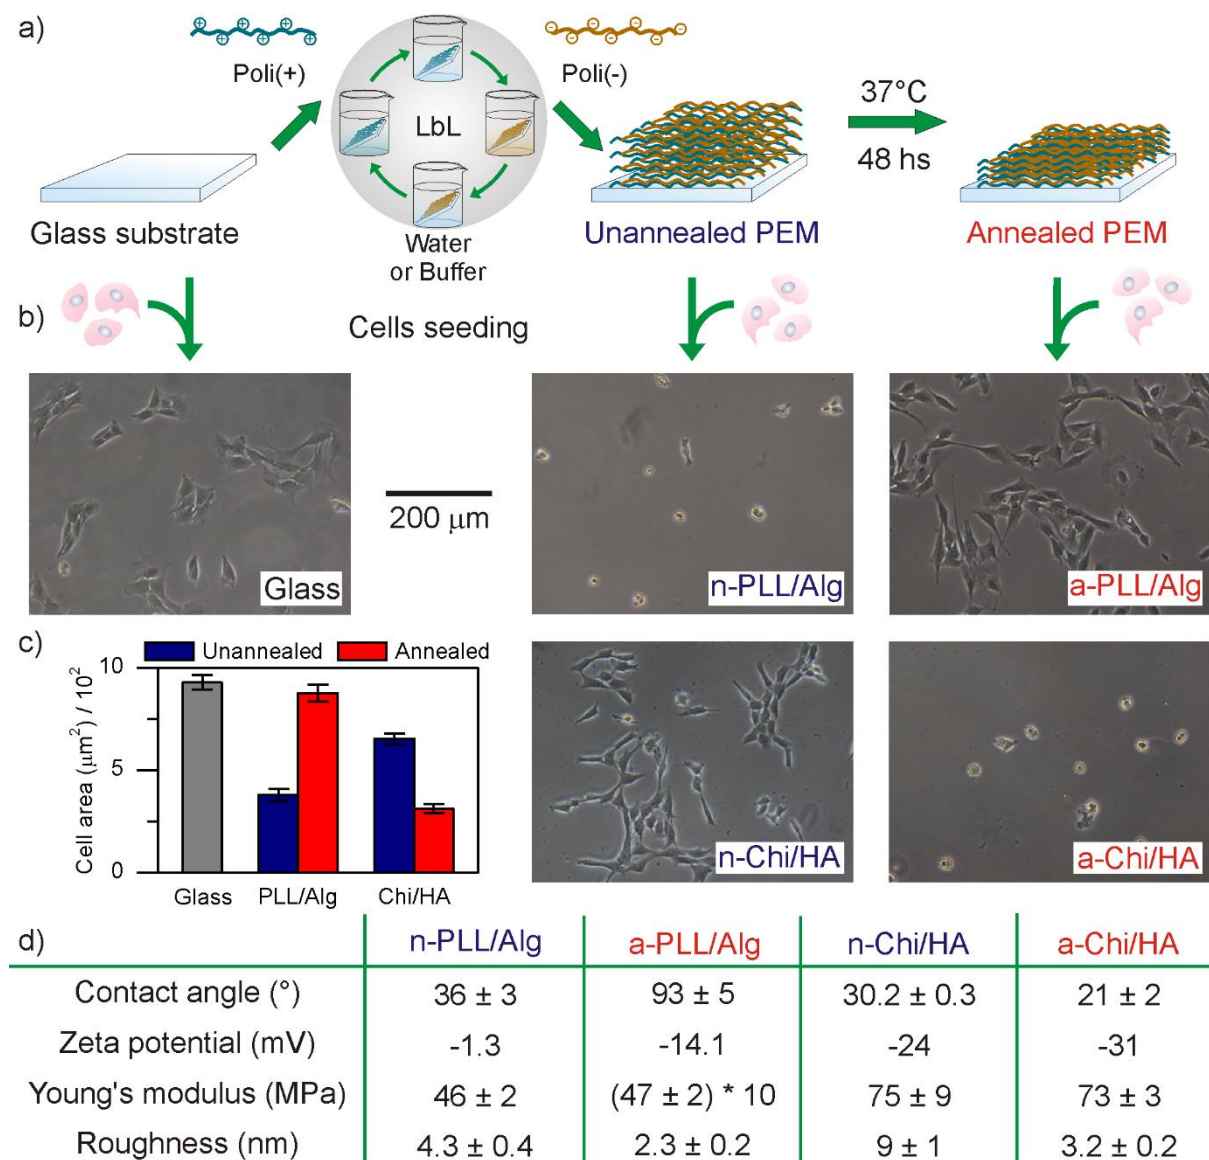 a)
Poli(+)
LbL
Poli(-)
37°C
48 hs
Glass substrate
Water
or Buffer
Unannealed PEM
Annealed PEM
b)
Cells seeding
Glass
200 μm
n-PLL/Alg
a-PLL/Alg
c)
Unannealed
Annealed
Cell area (μm²) / 10²
10
5
0
Glass
PLL/Alg
Chi/HA
n-Chi/HA
a-Chi/HA
d)
n-PLL/Alg a-PLL/Alg n-Chi/HA a-Chi/HA
Contact angle (°) 36 ± 3 93 ± 5 30.2 ± 0.3 21 ± 2
Zeta potential (mV) -1.3 -14.1 -24 -31
Young's modulus (MPa) 46 ± 2 (47 ± 2) * 10 75 ± 9 73 ± 3
Roughness (nm) 4.3 ± 0.4 2.3 ± 0.2 9 ± 1 3.2 ± 0.2